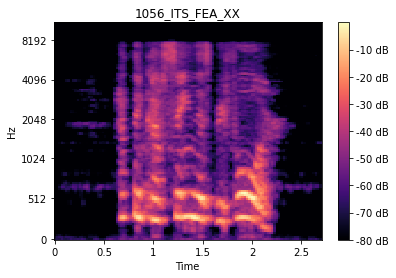 1056_ITS_FEA_XX
8192
4096
2048
1024
512
0
Hz
0
0.5
1
1.5
2
2.5
Time
-10 dB
-20 dB
-30 dB
-40 dB
-50 dB
-60 dB
-70 dB
-80 dB